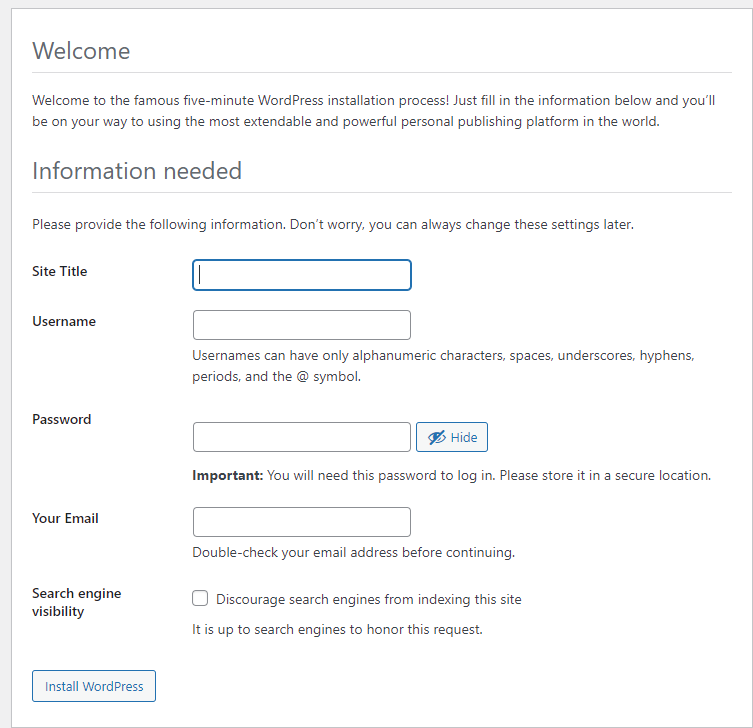 Welcome
Welcome to the famous five-minute WordPress installation process! Just fill in the information below and you’ll
be on your way to using the most extendable and powerful personal publishing platform in the world.
Information needed
Please provide the following information. Don’t worry, you can always change these settings later.
Site Title
Username
Usernames can have only alphanumeric characters, spaces, underscores, hyphens,
periods, and the @ symbol.
Password
Hide
Important: You will need this password to log in. Please store it in a secure location.
Your Email
Double-check your email address before continuing.
Search engine
visibility
Discourage search engines from indexing this site
It is up to search engines to honor this request.
Install WordPress